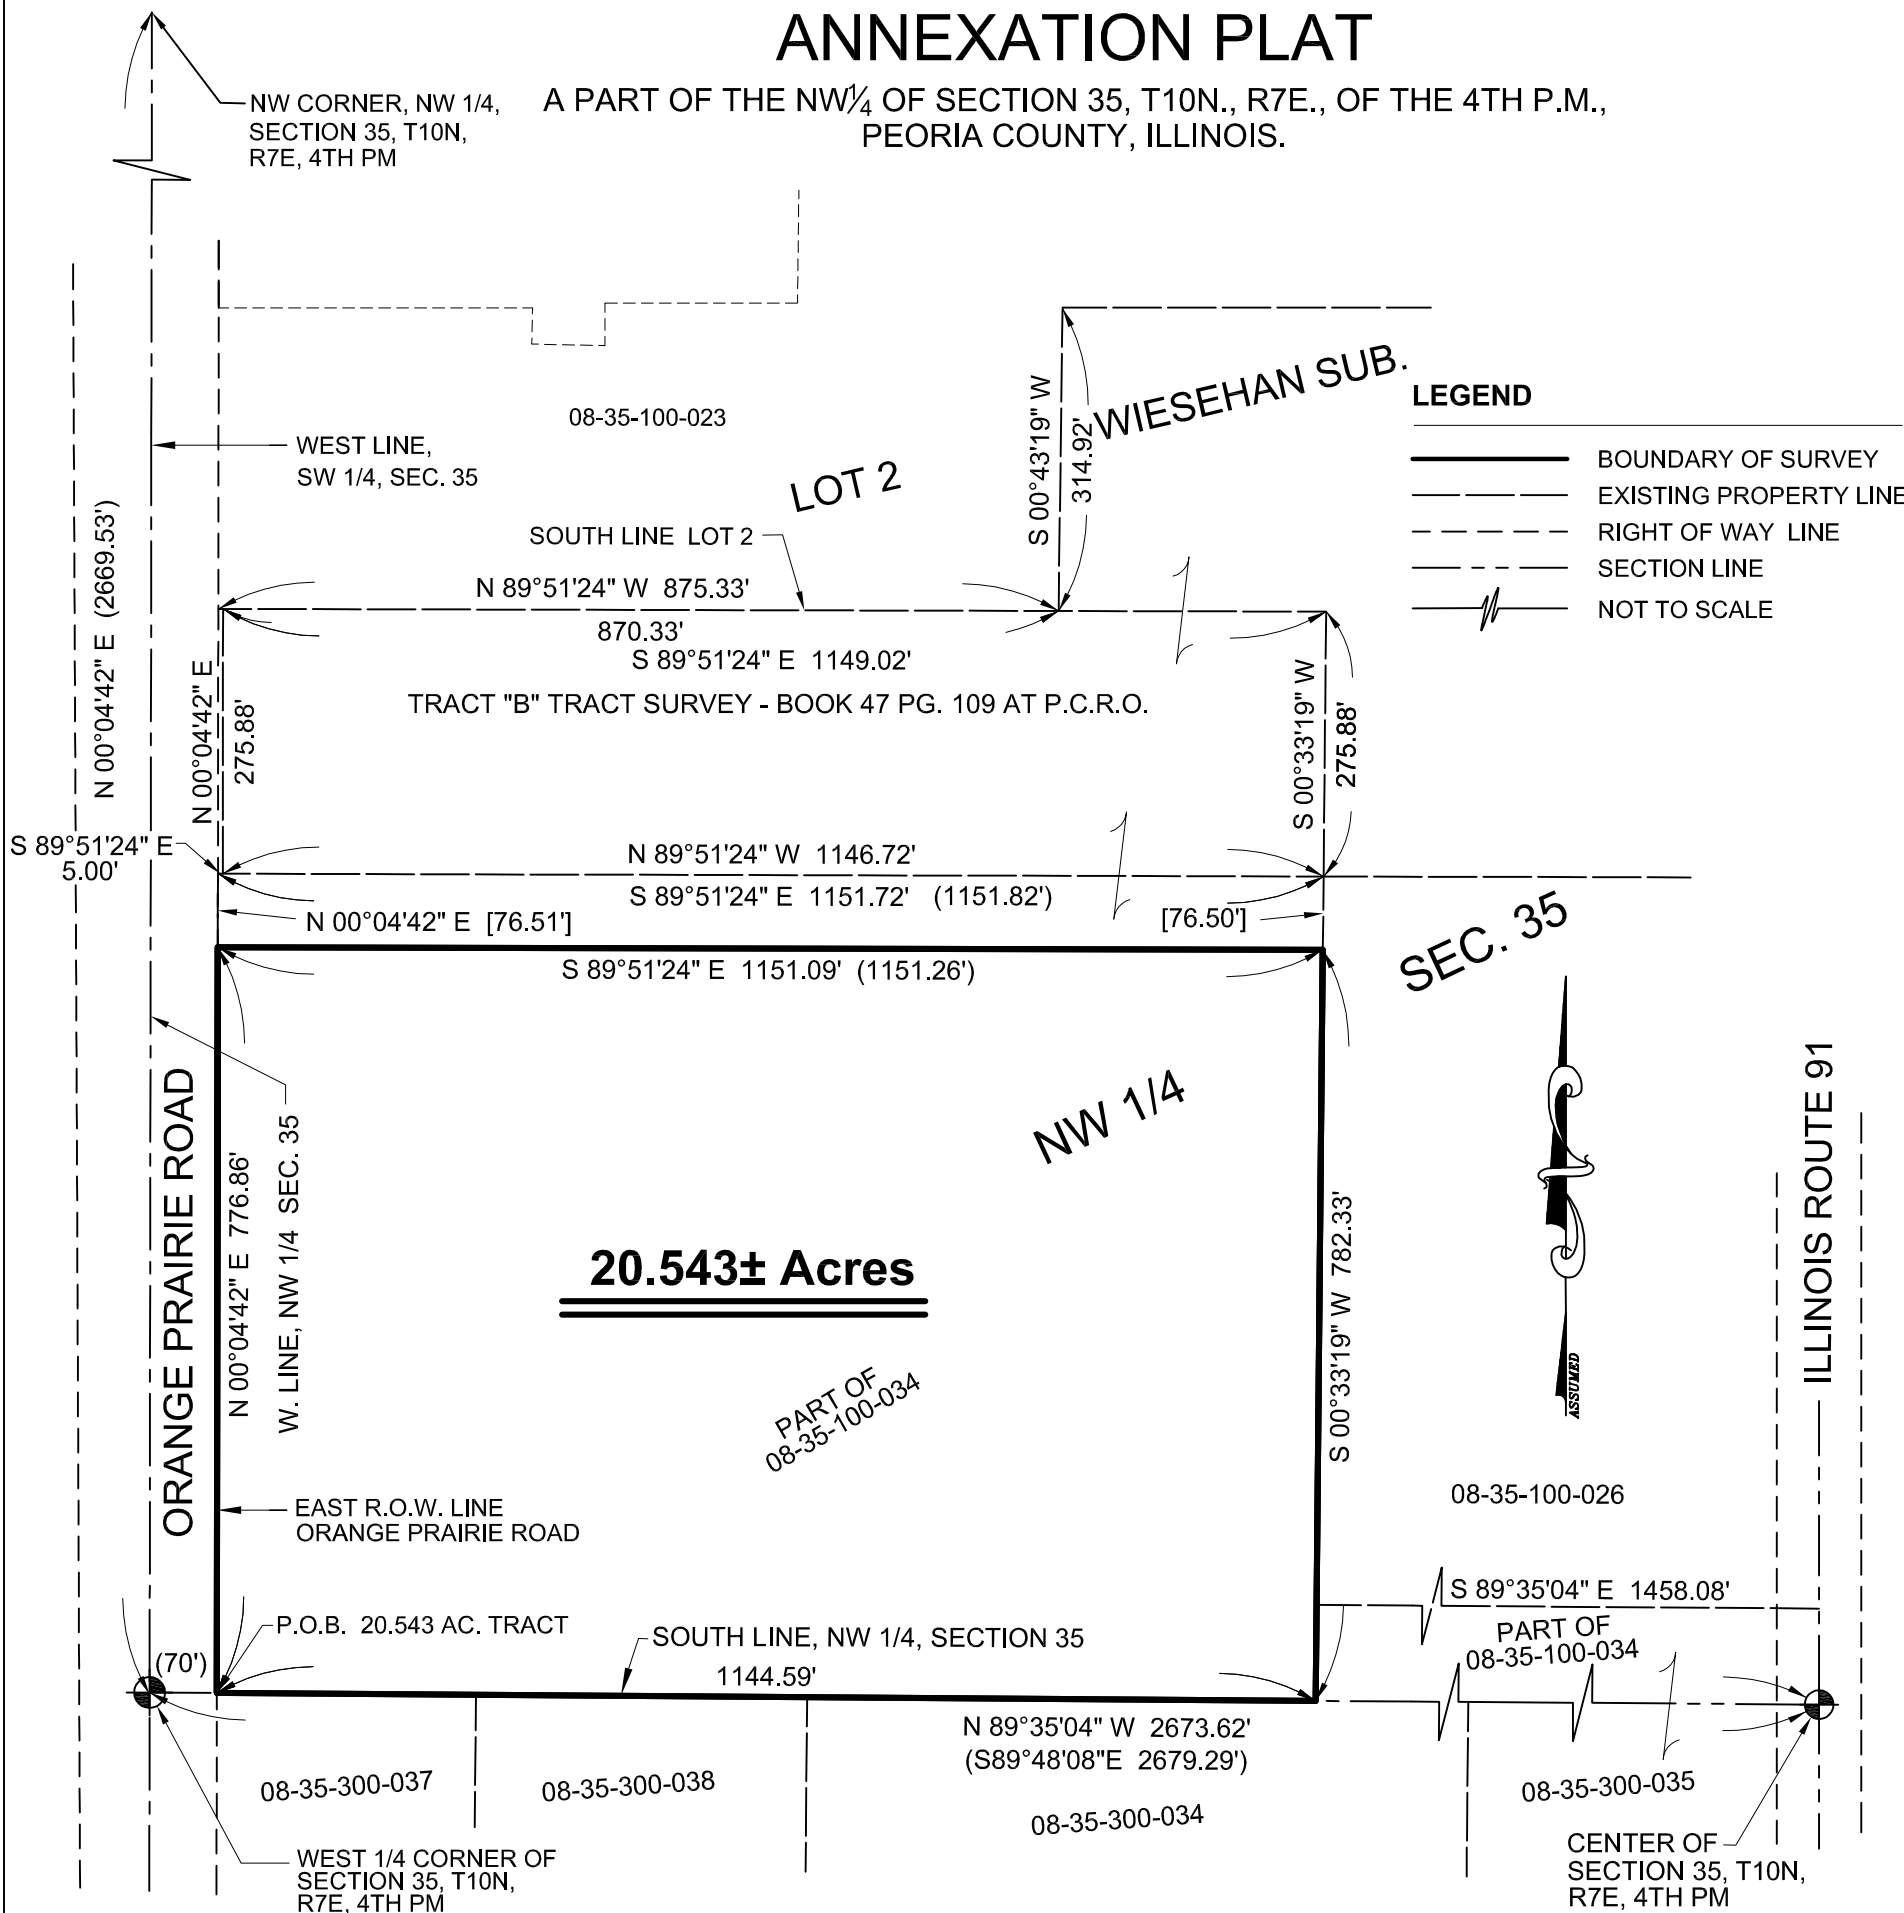 ANNEXATION PLAT
A PART OF THE NW 1/4 OF SECTION 35, T10N., R7E., OF THE 4TH P.M.,
PEORIA COUNTY, ILLINOIS.
NW CORNER, NW 1/4,
SECTION 35, T10N,
R7E, 4TH PM
08-35-100-023
WEST LINE,
SW 1/4, SEC. 35
LOT 2
WIESEHAN SUB.
S 00°43'19" W
314.92'
LEGEND
BOUNDARY OF SURVEY
EXISTING PROPERTY LINE
RIGHT OF WAY LINE
SECTION LINE
NOT TO SCALE
SOUTH LINE LOT 2
N 89°51'24" W 875.33'
870.33'
S 89°51'24" E 1149.02'
TRACT "B" TRACT SURVEY - BOOK 47 PG. 109 AT P.C.R.O.
N 00°04'42" E (2669.53')
N 00°04'42" E
275.88'
S 00°33'19" W
275.88'
S 89°51'24" E
5.00'
N 89°51'24" W 1146.72'
S 89°51'24" E 1151.72' (1151.82')
N 00°04'42" E [76.51']
[76.50']
S 89°51'24" E 1151.09' (1151.26')
SEC. 35
NW 1/4
ORANGE PRAIRIE ROAD
N 00°04'42" E 776.86'
W. LINE, NW 1/4 SEC. 35
20.543± Acres
PART OF
08-35-100-034
S 00°33'19" W 782.33'
ASSUMED
ILLINOIS ROUTE 91
08-35-100-026
EAST R.O.W. LINE
ORANGE PRAIRIE ROAD
S 89°35'04" E 1458.08'
PART OF
08-35-100-034
P.O.B. 20.543 AC. TRACT
SOUTH LINE, NW 1/4, SECTION 35
(70')
1144.59'
N 89°35'04" W 2673.62'
(S89°48'08"E 2679.29')
08-35-300-037
08-35-300-038
08-35-300-034
08-35-300-035
WEST 1/4 CORNER OF
SECTION 35, T10N,
R7E, 4TH PM
CENTER OF
SECTION 35, T10N,
R7E, 4TH PM